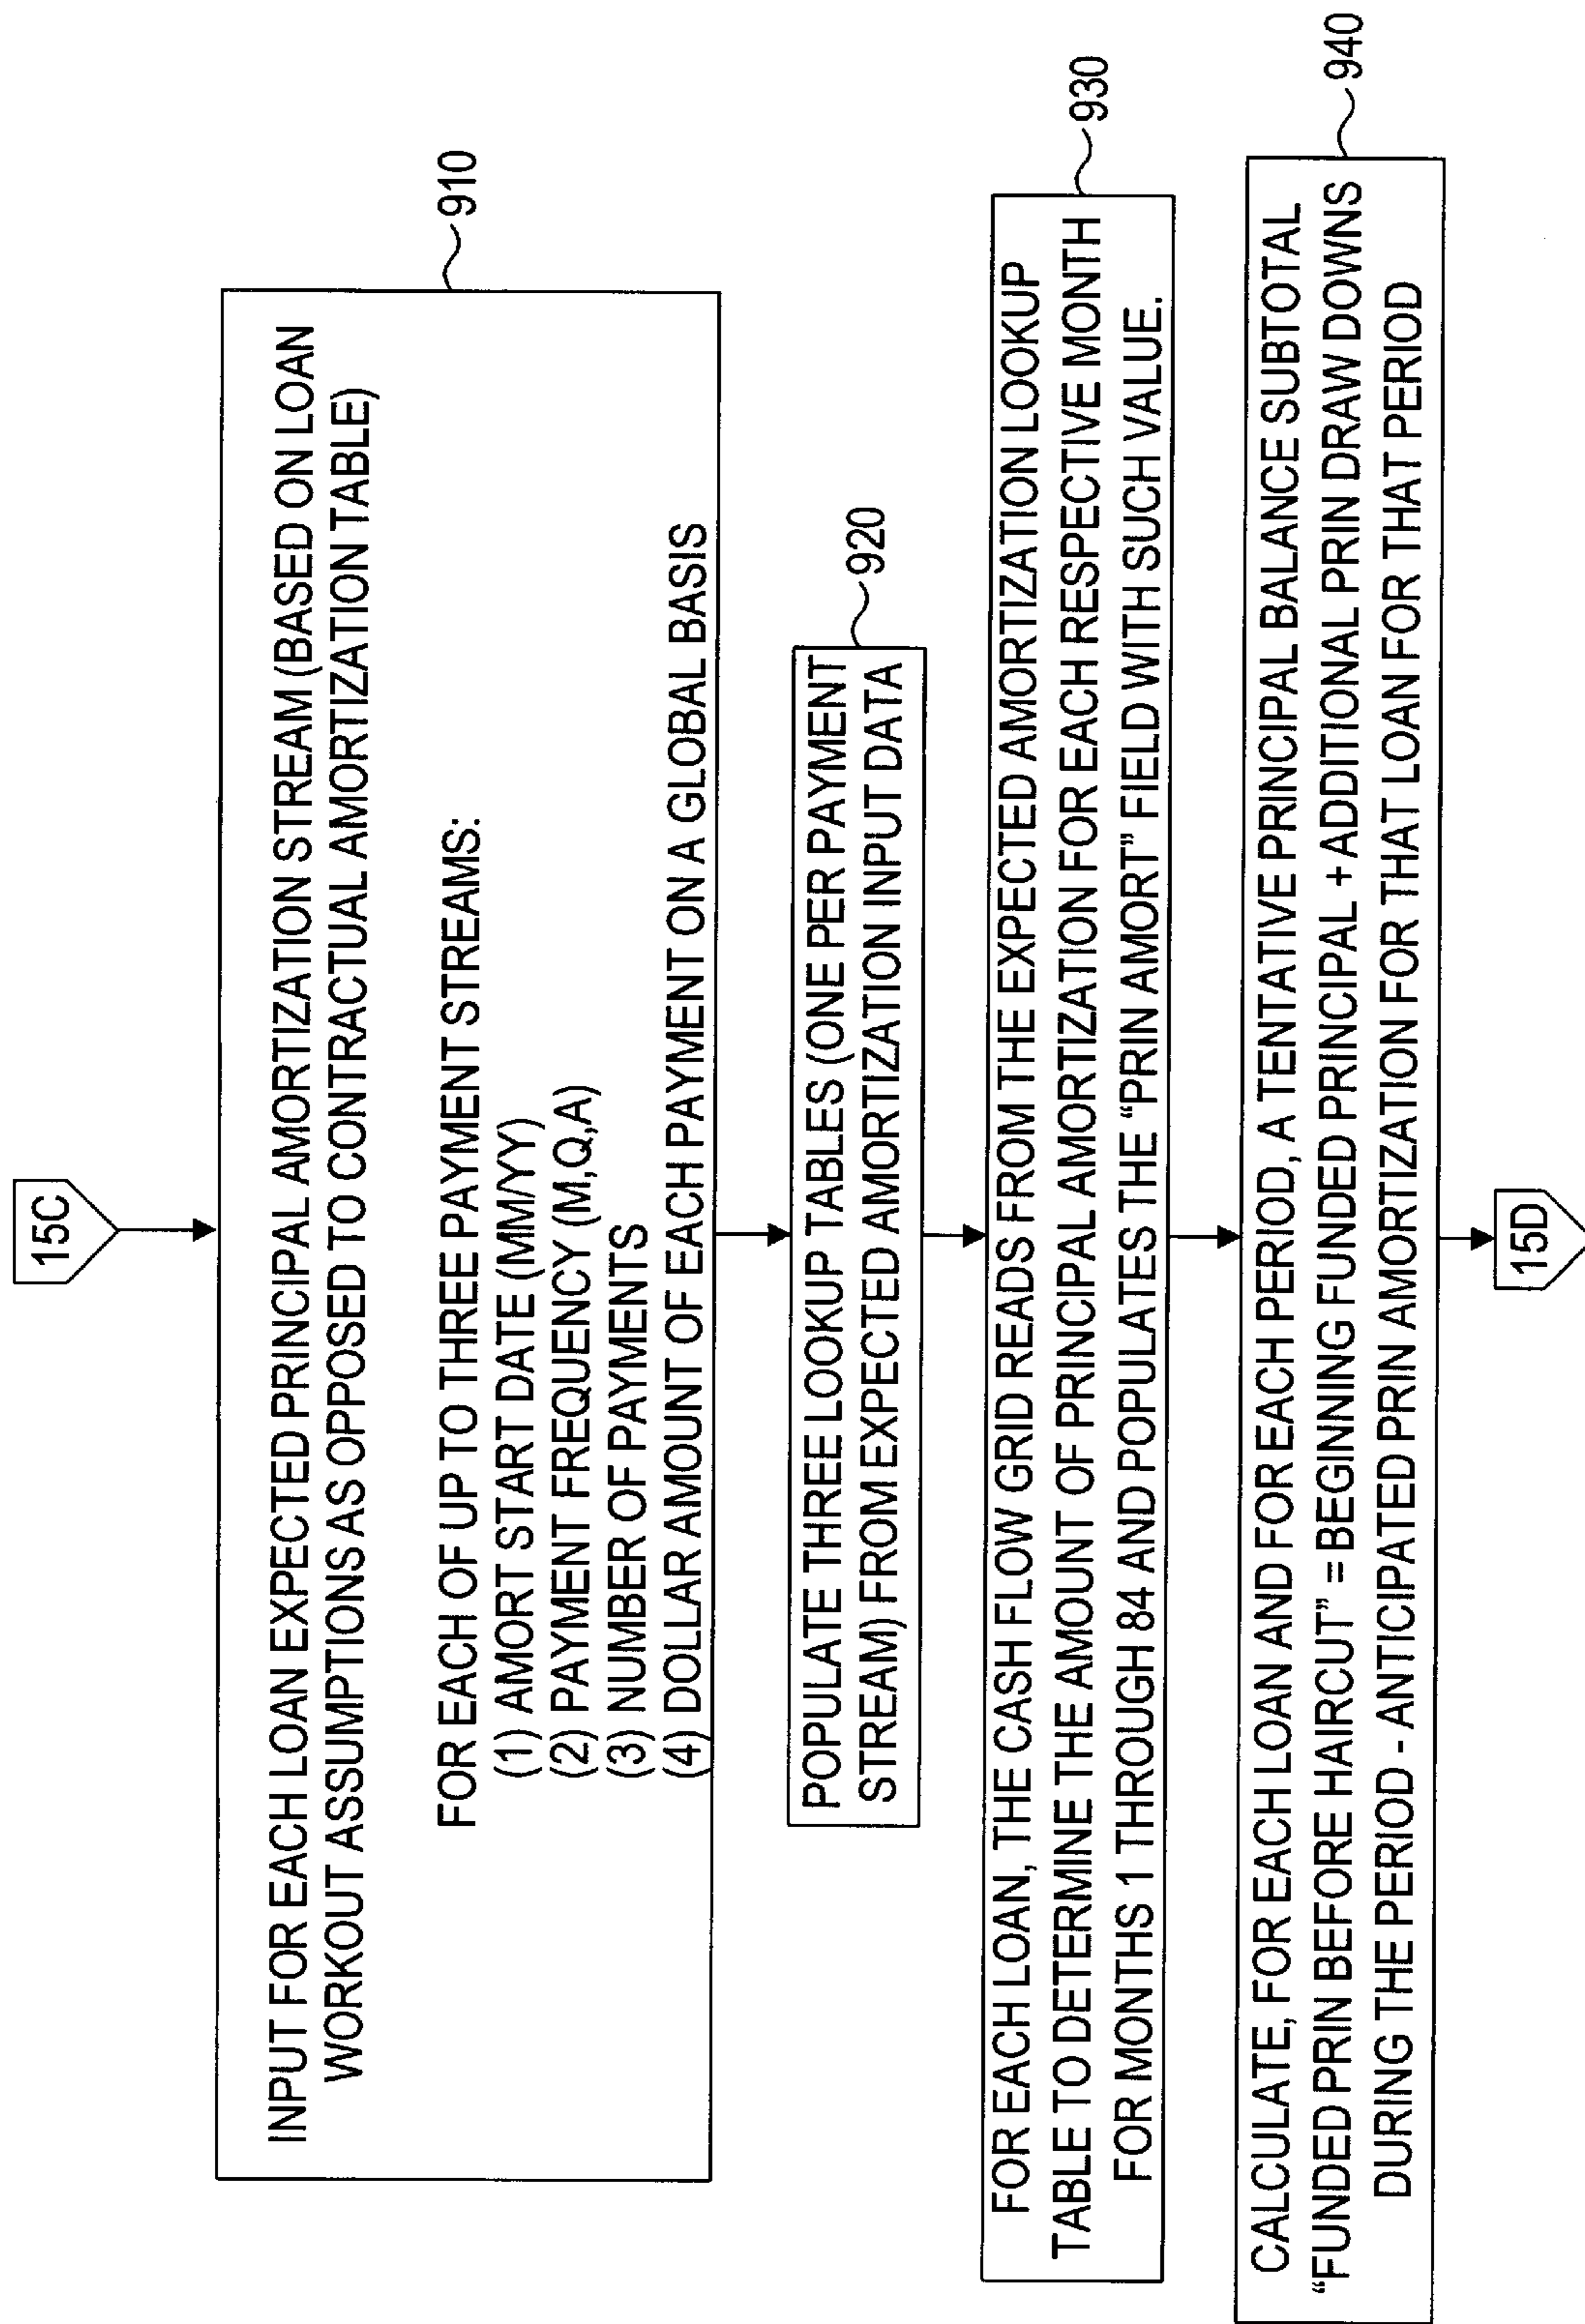 15C
INPUT FOR EACH LOAN EXPECTED PRINCIPAL AMORTIZATION STREAM (BASED ON LOAN
WORKOUT ASSUMPTIONS AS OPPOSED TO CONTRACTUAL AMORTIZATION TABLE)
FOR EACH OF UP TO THREE PAYMENT STREAMS:
(1) AMORT START DATE (MM/YY)
(2) PAYMENT FREQUENCY (M,Q,A)
(3) NUMBER OF PAYMENTS
(4) DOLLAR AMOUNT OF EACH PAYMENT ON A GLOBAL BASIS
910
POPULATE THREE LOOKUP TABLES (ONE PER PAYMENT
STREAM) FROM EXPECTED AMORTIZATION INPUT DATA
920
FOR EACH LOAN, THE CASH FLOW GRID READS FROM THE EXPECTED AMORTIZATION LOOKUP
TABLE TO DETERMINE THE AMOUNT OF PRINCIPAL AMORTIZATION FOR EACH RESPECTIVE MONTH
FOR MONTHS 1 THROUGH 84 AND POPULATES THE “PRIN AMORT” FIELD WITH SUCH VALUE.
930
CALCULATE, FOR EACH LOAN AND FOR EACH PERIOD, A TENTATIVE PRINCIPAL BALANCE SUBTOTAL
“FUNDED PRIN BEFORE HAIRCUT” = BEGINNING FUNDED PRINCIPAL + ADDITIONAL PRIN DRAW DOWNS
DURING THE PERIOD - ANTICIPATED PRIN AMORTIZATION FOR THAT LOAN FOR THAT PERIOD
940
15D